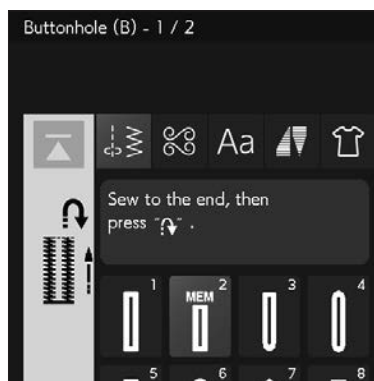 Buttonhole (B) - 1 / 2
Aa
Sew to the end, then
press "↷" .
1
MEM 2
3
4
5
6
7
8